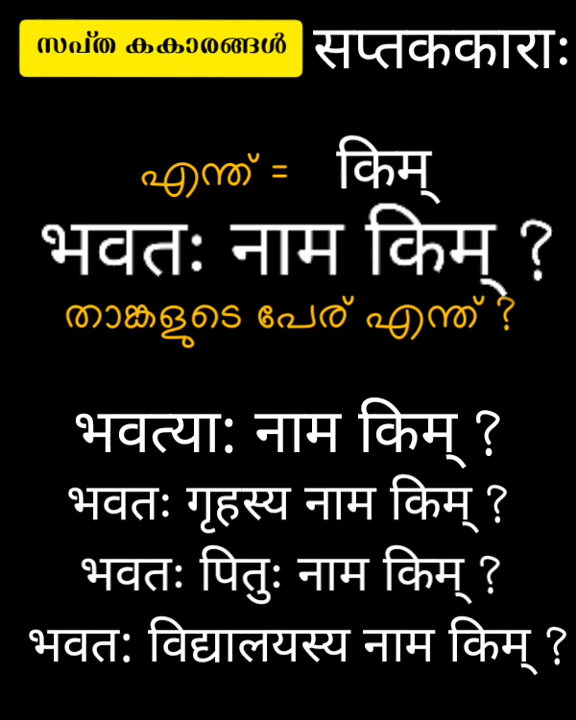 സപ്ത കകാരങ്ങൾ सप्तककाराः
എന്ത് = किम्
भवतः नाम किम् ?
താങ്കളുടെ പേര് എന്ത് ?
भवत्याः नाम किम् ?
भवतः गृहस्य नाम किम् ?
भवतः पितुः नाम किम् ?
भवतः विद्यालयस्य नाम किम् ?